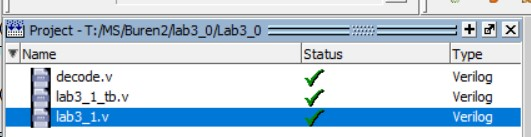 Project - T:/MS/Buren2/lab3_0/Lab3_0
Name Status Type
decode.v Verilog
lab3_1_tb.v Verilog
lab3_1.v Verilog